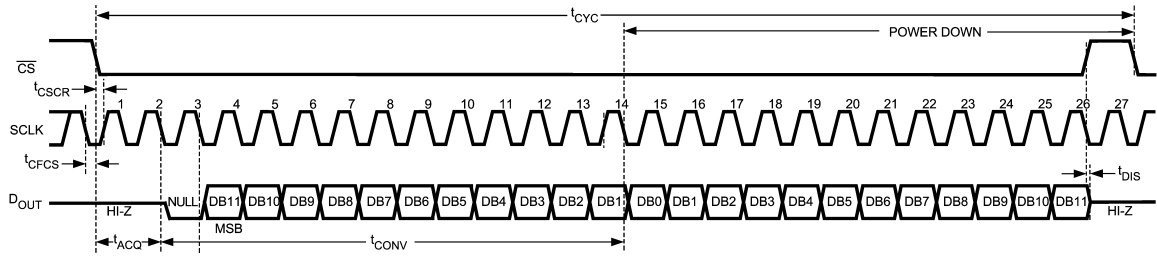 tCYC
POWER DOWN
CS
tCSCR
1 2 3 4 5 6 7 8 9 10 11 12 13 14 15 16 17 18 19 20 21 22 23 24 25 26 27
SCLK
tCFCS
tDIS
DOUT
HI-Z NULL DB11 DB10 DB9 DB8 DB7 DB6 DB5 DB4 DB3 DB2 DB1 DB0 DB1 DB2 DB3 DB4 DB5 DB6 DB7 DB8 DB9 DB10 DB11 HI-Z
MSB
tACQ tCONV